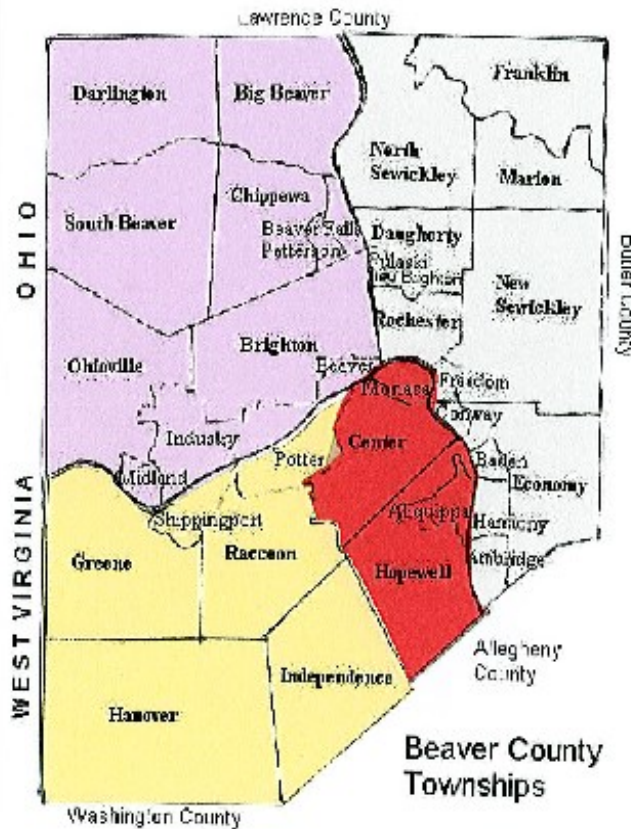 Lawrence County
Darlington
Big Beaver
Franklin
North
Sewickley
Marion
Chippewa
South Beaver
Beaver Falls
Patterson
Daugherty
Pulaski
New Brighton
New
Sewickley
Rochester
OHIO
Butler County
Brighton
Ohioville
Beaver
Monaca
Freedom
Conway
Industry
Center
Potter
Baden
Midland
Economy
Shippingport
Aliquippa
Harmony
WEST VIRGINIA
Greene
Raccoon
Hopewell
Ambridge
Independence
Allegheny
County
Hanover
Beaver County
Townships
Washington County